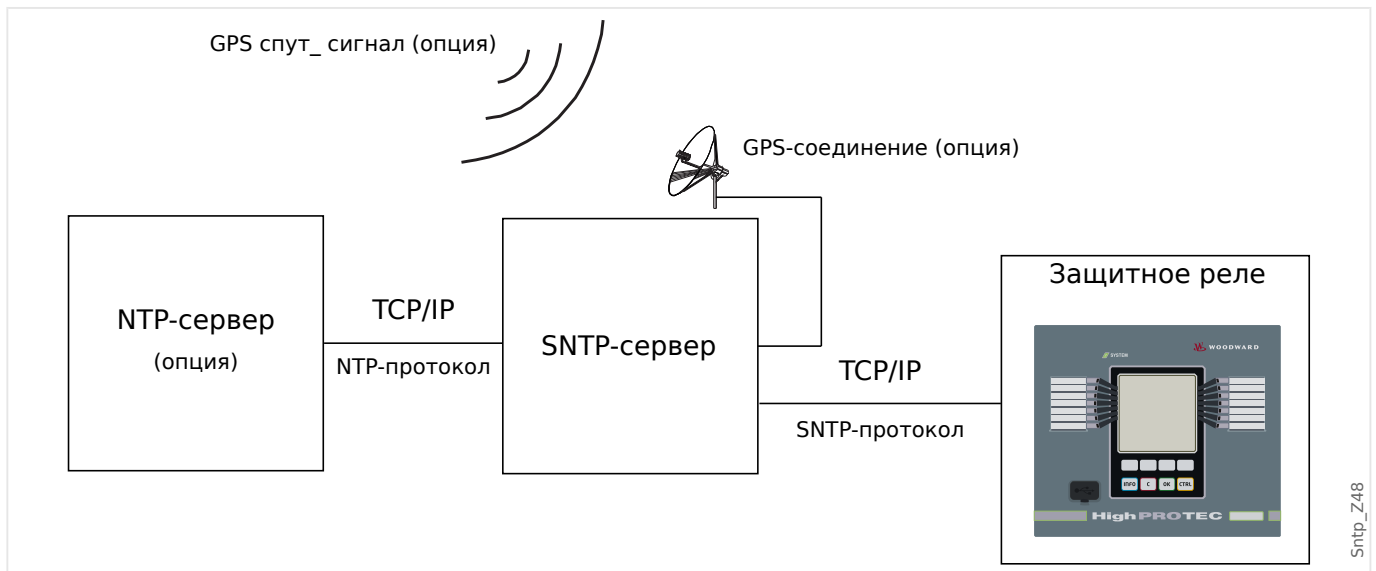 GPS спут_ сигнал (опция)
GPS-соединение (опция)
NTP-сервер
(опция)
TCP/IP
NTP-протокол
SNTP-сервер
TCP/IP
SNTP-протокол
Защитное реле
WOODWARD
SYSTEM
INFO
C
OK
CTRL
HighPROTEC
Sntp_Z48